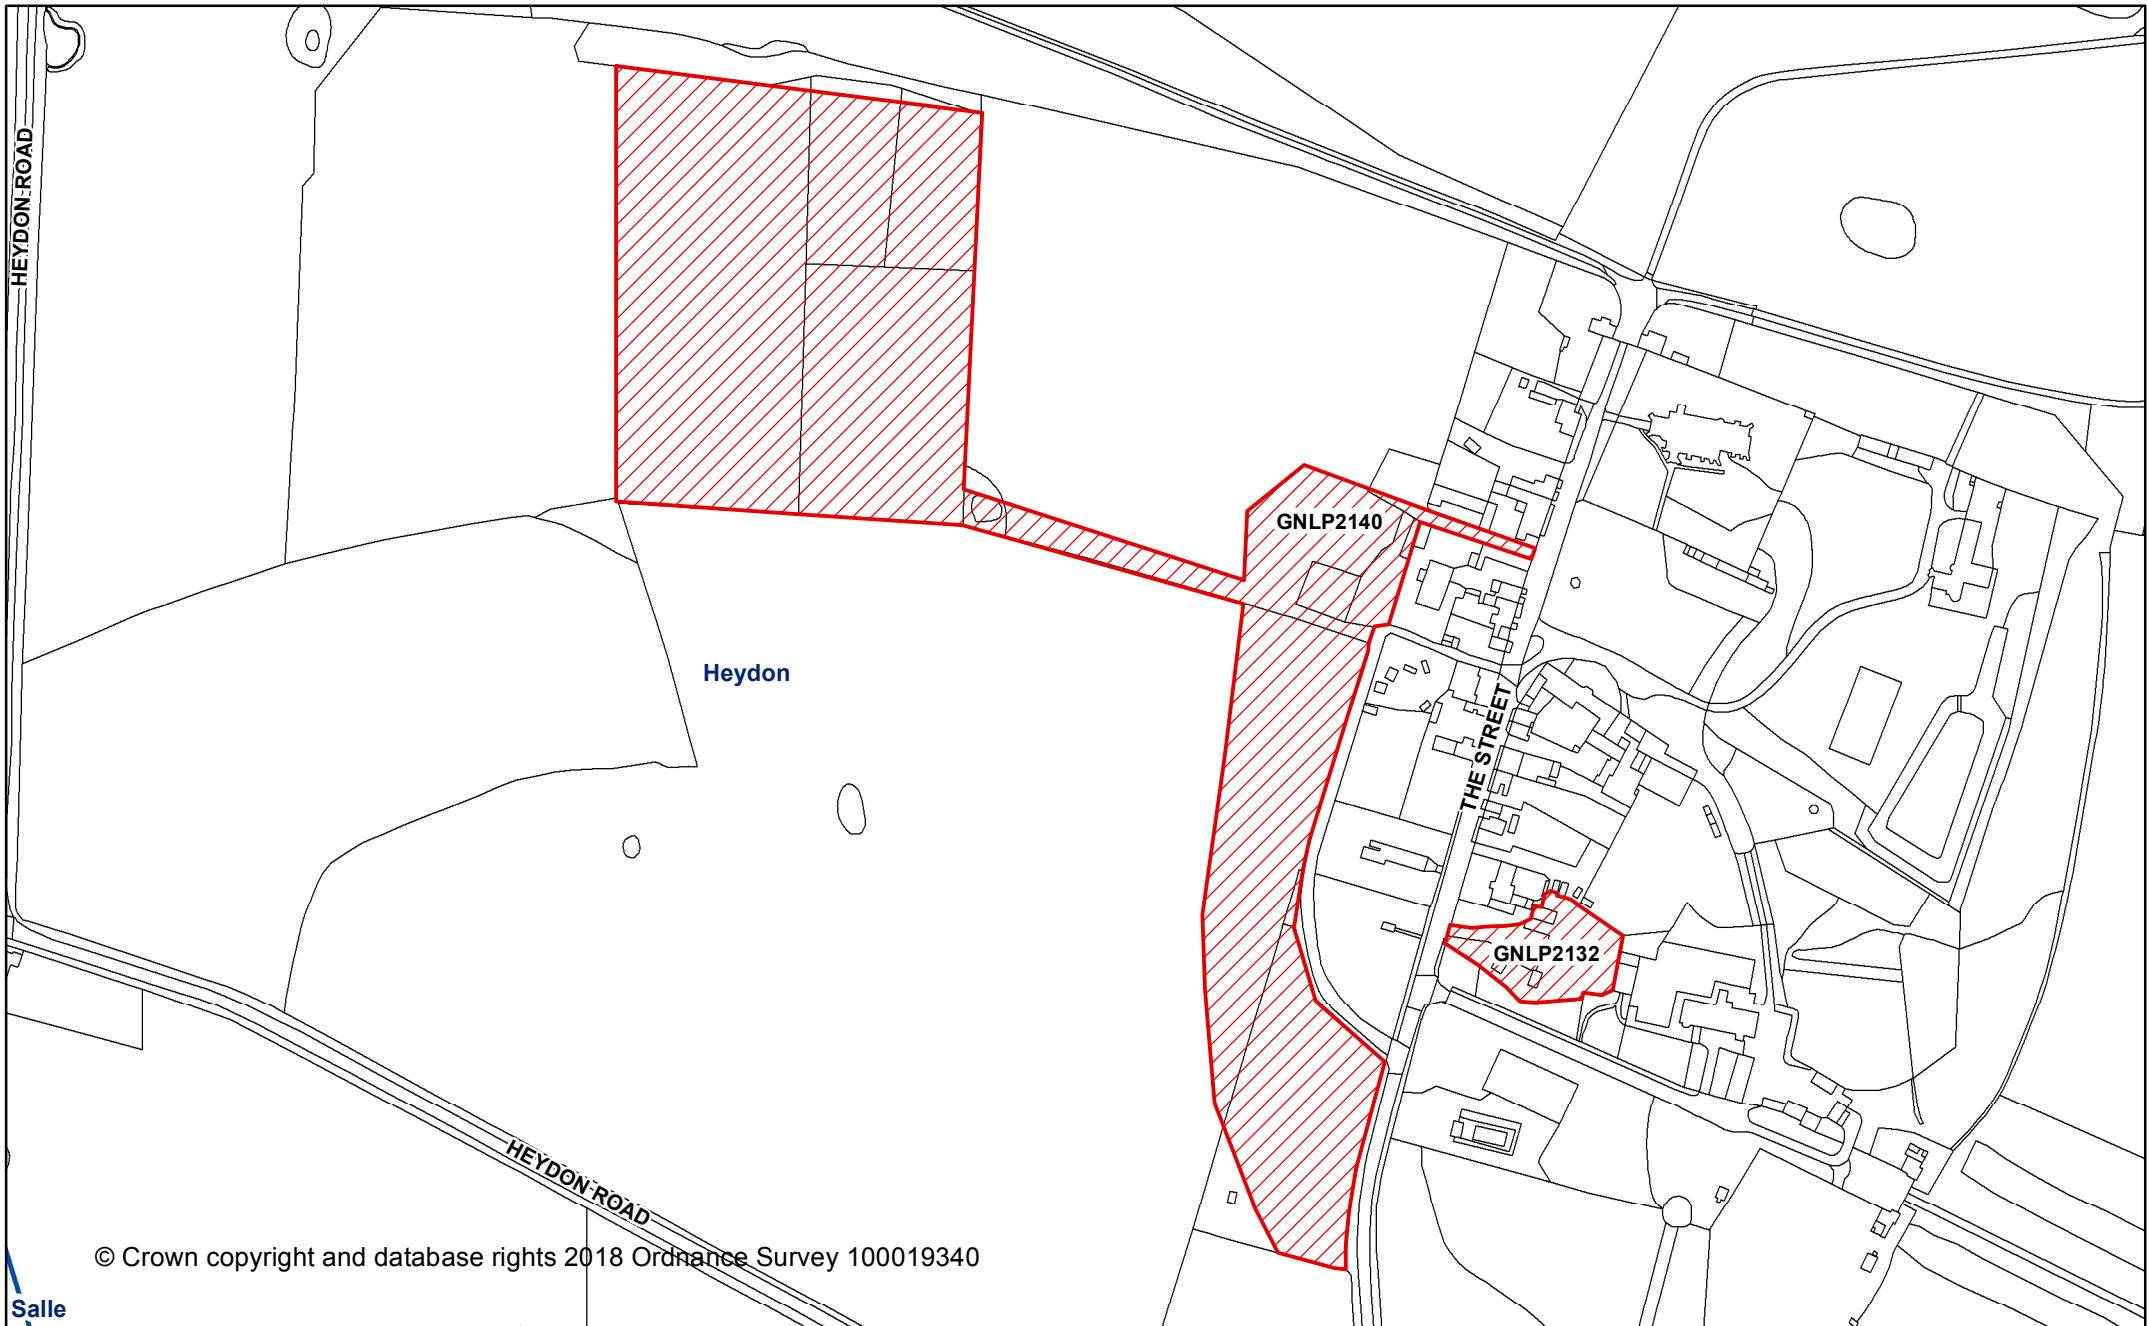 HEYDON ROAD
GNLP2140
Heydon
THE STREET
GNLP2132
HEYDON ROAD
© Crown copyright and database rights 2018 Ordnance Survey 100019340
Salle